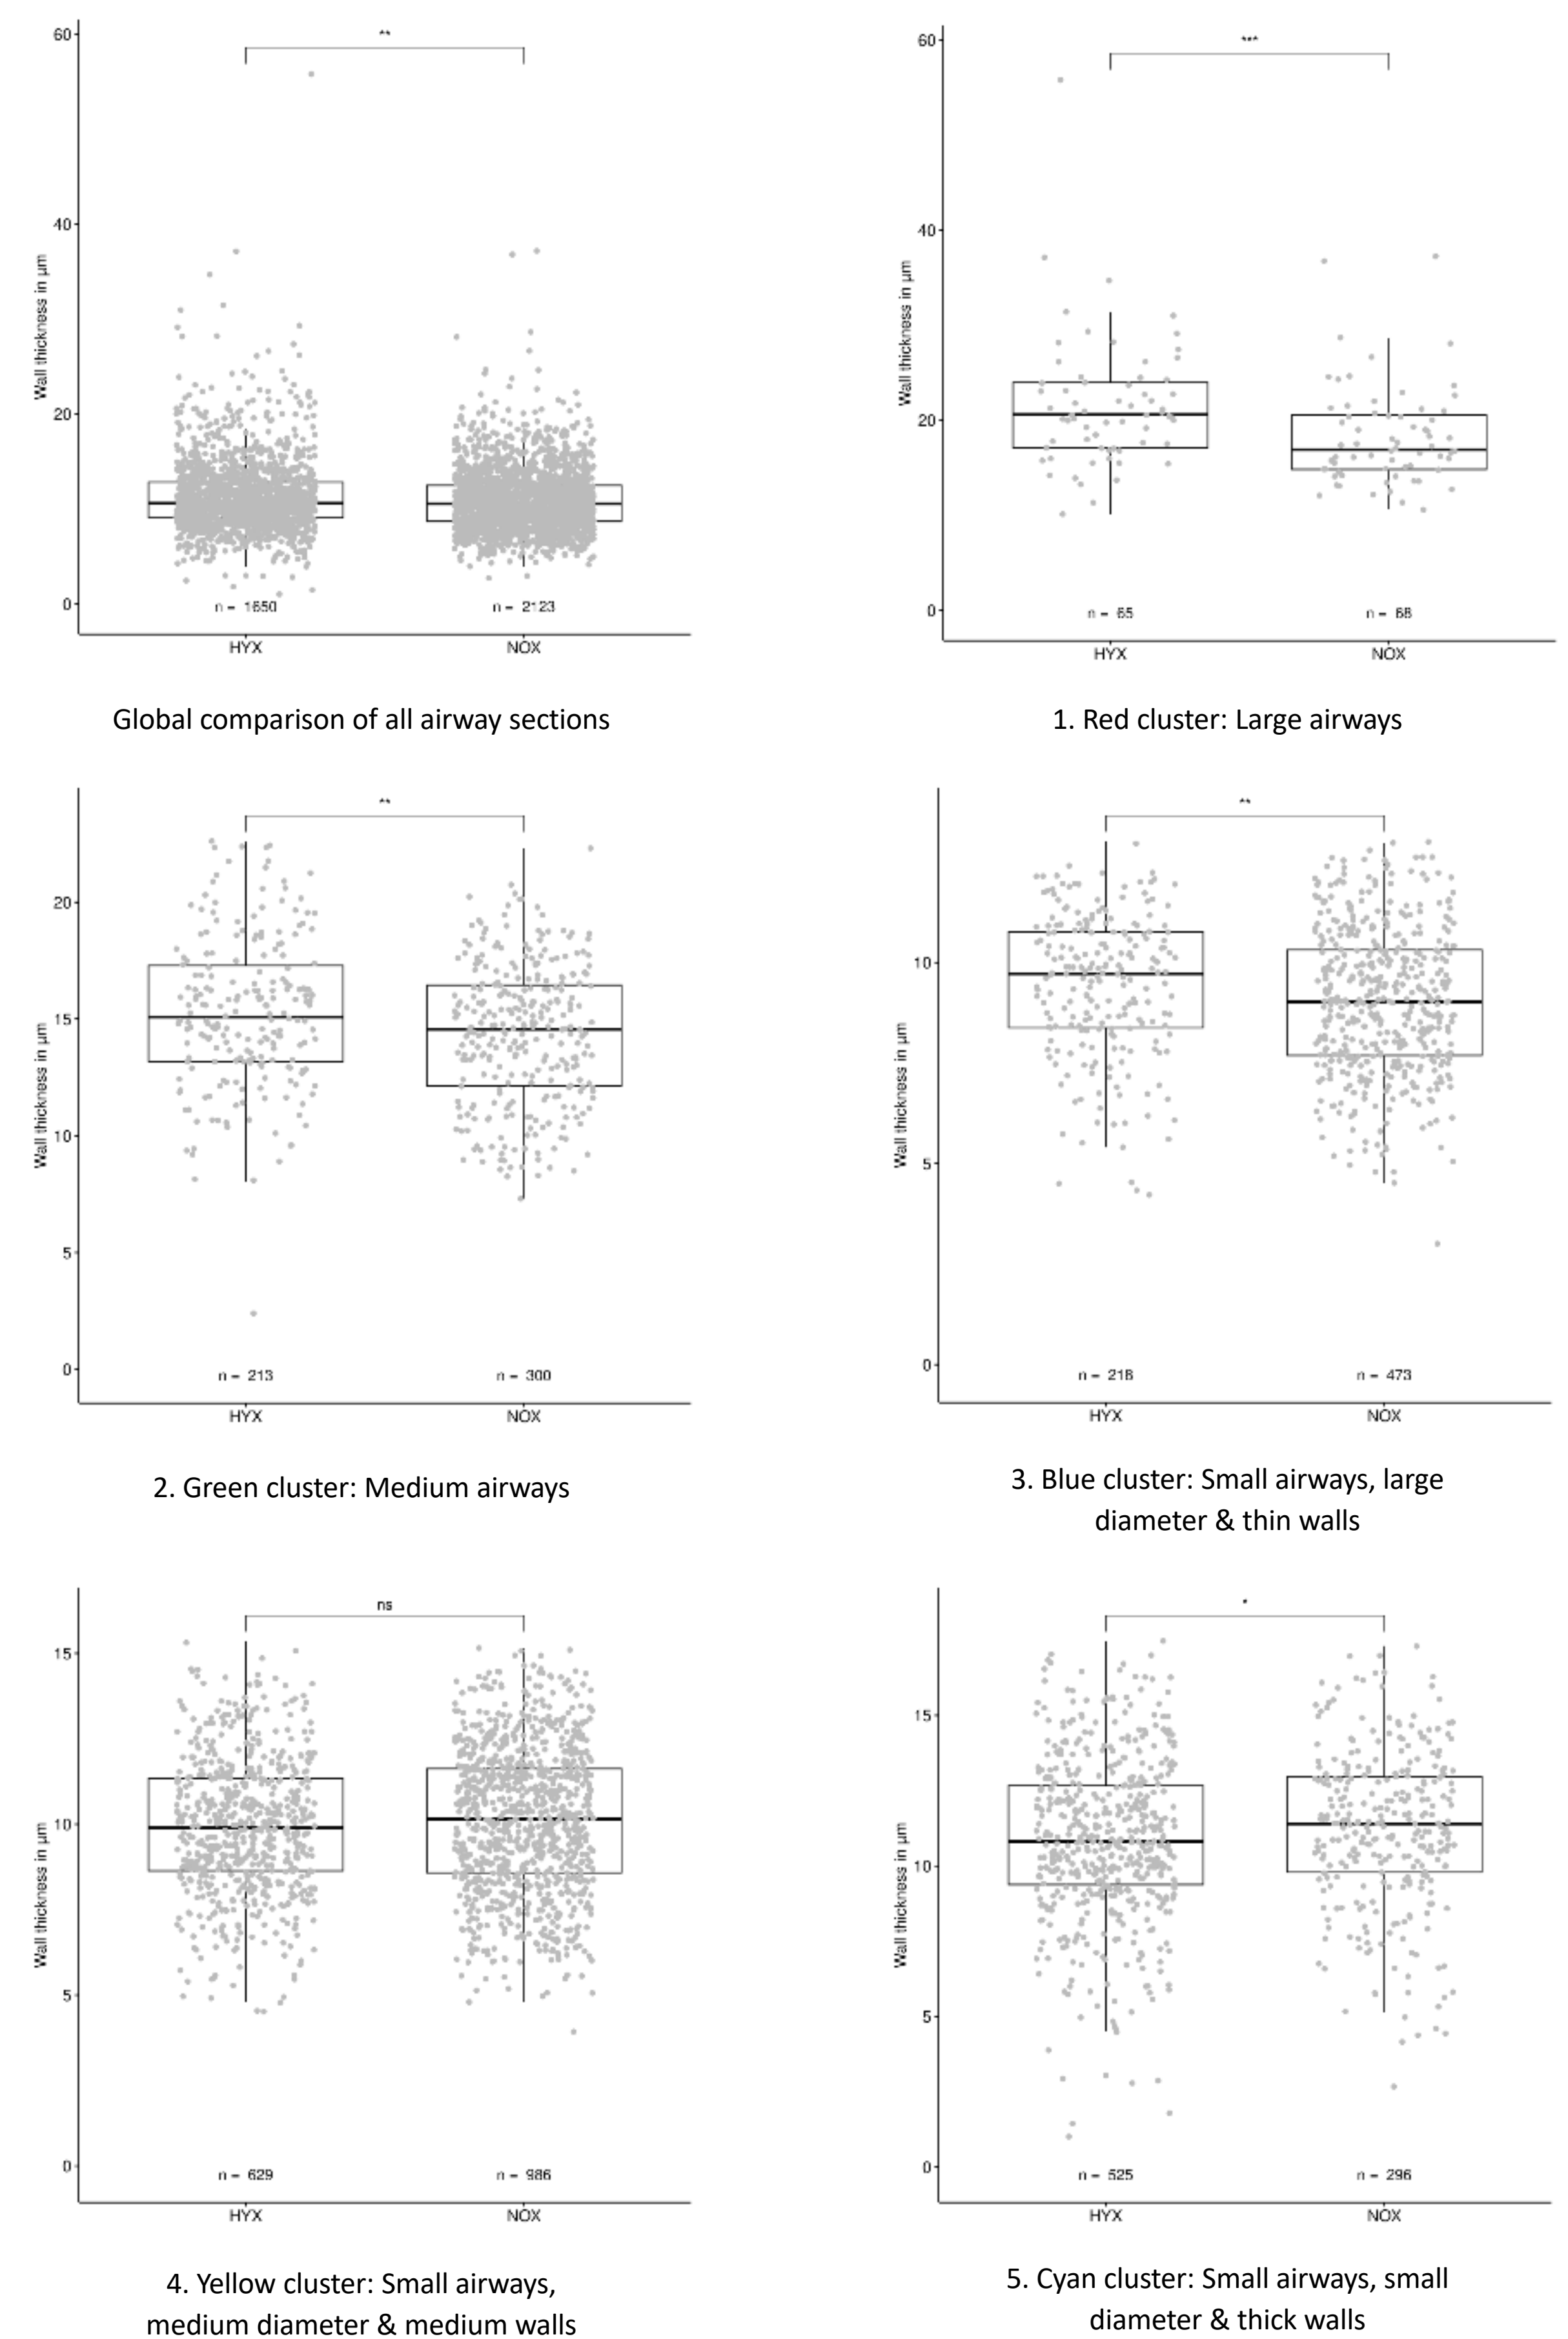 **
60
40
20
0
Wall thickness in µm
n = 1650
n = 2123
HYX
NOX
Global comparison of all airway sections
***
60
40
20
0
Wall thickness in µm
n = 65
n = 68
HYX
NOX
1. Red cluster: Large airways
**
20
15
10
5
0
Wall thickness in µm
n = 213
n = 300
HYX
NOX
2. Green cluster: Medium airways
**
10
5
0
Wall thickness in µm
n = 218
n = 473
HYX
NOX
3. Blue cluster: Small airways, large
diameter & thin walls
ns
15
10
5
0
Wall thickness in µm
n = 629
n = 986
HYX
NOX
4. Yellow cluster: Small airways,
medium diameter & medium walls
*
15
10
5
0
Wall thickness in µm
n = 525
n = 296
HYX
NOX
5. Cyan cluster: Small airways, small
diameter & thick walls